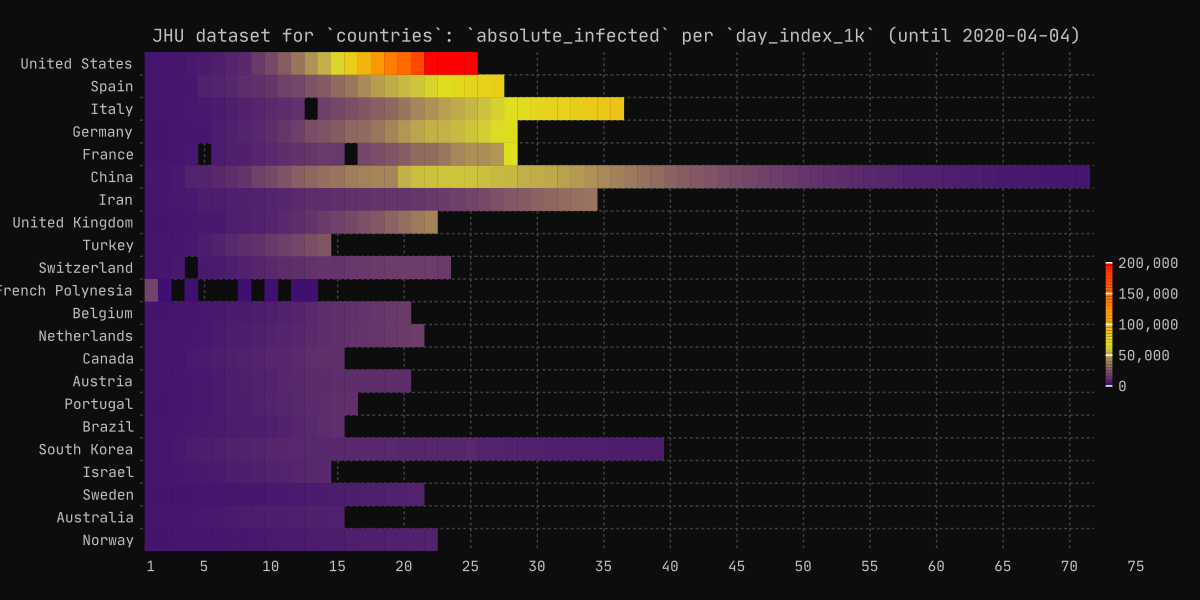 JHU dataset for `countries`: `absolute_infected` per `day_index_1k` (until 2020-04-04)
United States
Spain
Italy
Germany
France
China
Iran
United Kingdom
Turkey
Switzerland
French Polynesia
Belgium
Netherlands
Canada
Austria
Portugal
Brazil
South Korea
Israel
Sweden
Australia
Norway
1 5 10 15 20 25 30 35 40 45 50 55 60 65 70 75
200,000
150,000
100,000
50,000
0